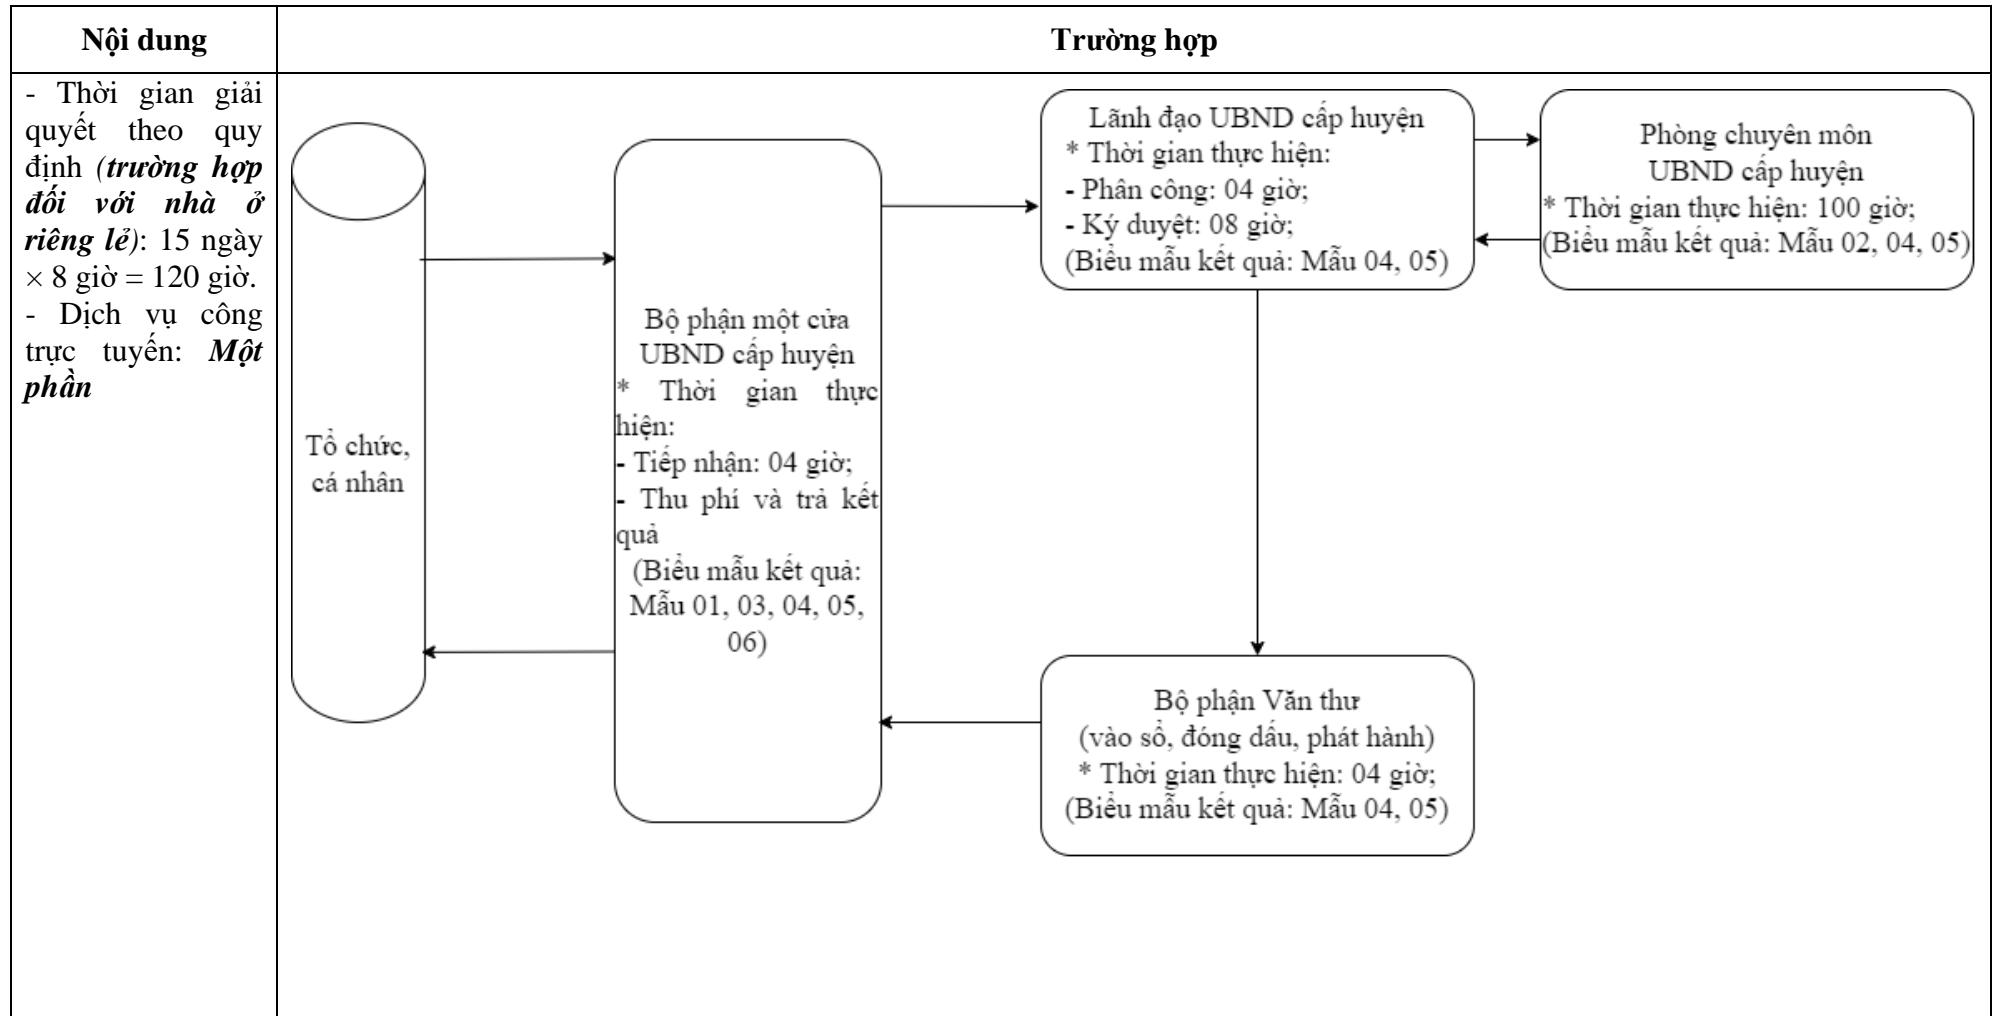 Nội dung
Trường hợp
- Thời gian giải
quyết theo quy
định (trường hợp
đối với nhà ở
riêng lẻ): 15 ngày
× 8 giờ = 120 giờ.
- Dịch vụ công
trực tuyến: Một
phần
Tổ chức,
cá nhân
Bộ phận một cửa
UBND cấp huyện
* Thời gian thực
hiện:
- Tiếp nhận: 04 giờ;
- Thu phí và trả kết
quả
(Biểu mẫu kết quả:
Mẫu 01, 03, 04, 05,
06)
Lãnh đạo UBND cấp huyện
* Thời gian thực hiện:
- Phân công: 04 giờ;
- Ký duyệt: 08 giờ;
(Biểu mẫu kết quả: Mẫu 04, 05)
Phòng chuyên môn
UBND cấp huyện
* Thời gian thực hiện: 100 giờ;
(Biểu mẫu kết quả: Mẫu 02, 04, 05)
Bộ phận Văn thư
(vào sổ, đóng dấu, phát hành)
* Thời gian thực hiện: 04 giờ;
(Biểu mẫu kết quả: Mẫu 04, 05)